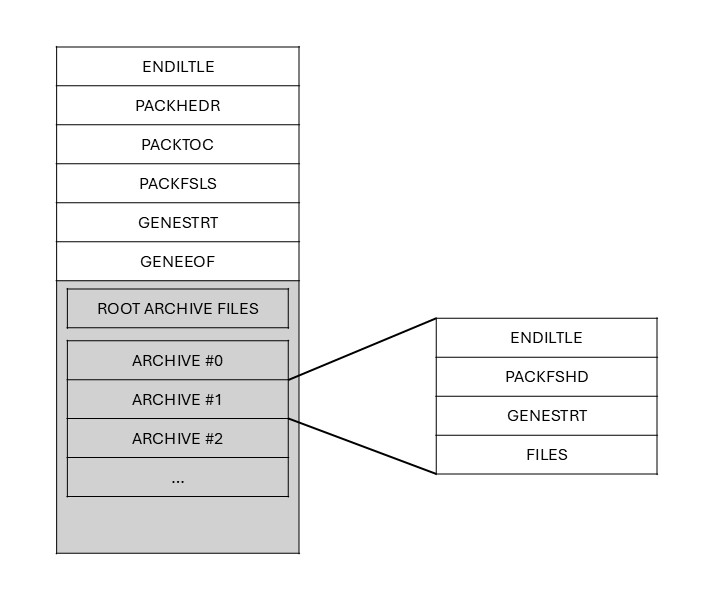 ENDILTLE
PACKHEDR
PACKTOC
PACKFSLS
GENESTRT
GENEEOF
ROOT ARCHIVE FILES
ARCHIVE #0
ARCHIVE #1
ARCHIVE #2
...
ENDILTLE
PACKFSHD
GENESTRT
FILES